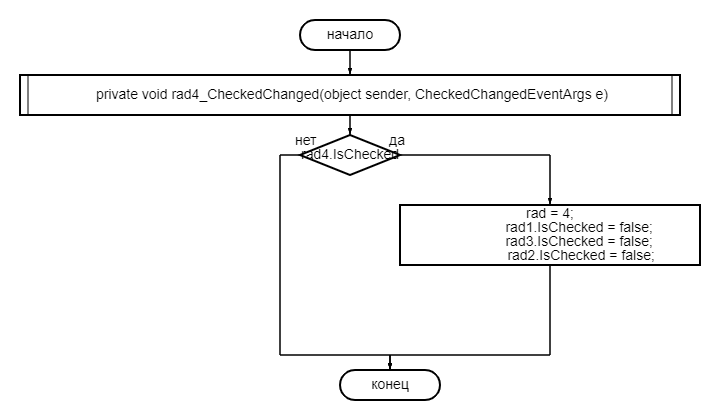 начало
private void rad4_CheckedChanged(object sender, CheckedChangedEventArgs e)
нет
да
rad4.IsChecked
rad = 4;
rad1.IsChecked = false;
rad3.IsChecked = false;
rad2.IsChecked = false;
конец